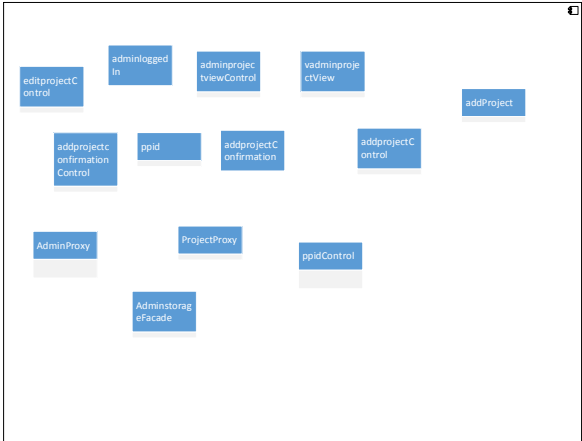 editprojectC
ontrol
adminlogged
In
adminprojec
tviewControl
vadminproje
ctView
addProject
addprojectc
onfirmation
Control
ppid
addprojectC
onfirmation
addprojectC
ontrol
AdminProxy
ProjectProxy
ppidControl
Adminstorag
eFacade